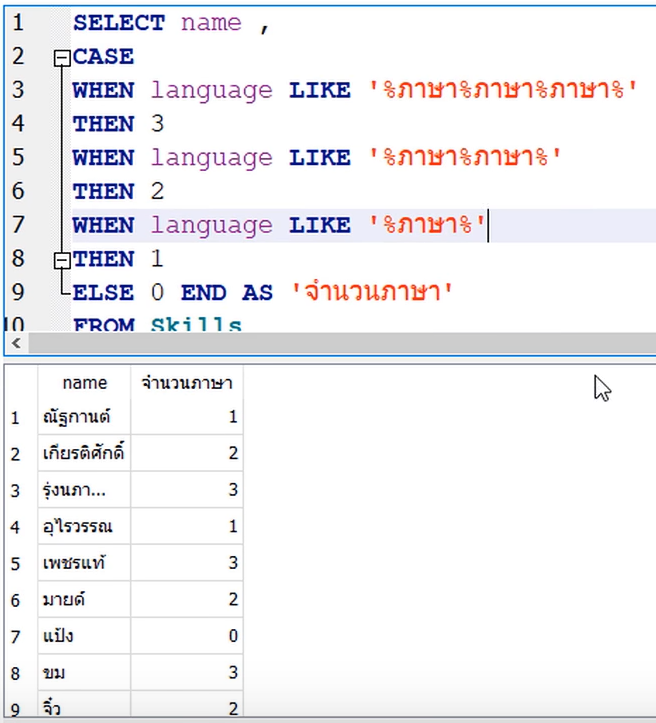 1 SELECT name ,
2 CASE
3 WHEN language LIKE '%ภาษา%ภาษา%ภาษา%'
4 THEN 3
5 WHEN language LIKE '%ภาษา%ภาษา%'
6 THEN 2
7 WHEN language LIKE '%ภาษา%'
8 THEN 1
9 ELSE 0 END AS 'จำนวนภาษา'
10 FROM Skills
name จำนวนภาษา
1 ณัฐกานต์ 1
2 เกียรติศักดิ์ 2
3 รุ่งนภา... 3
4 อุไรวรรณ 1
5 เพชรแท้ 3
6 มายด์ 2
7 แป้ง 0
8 ขม 3
9 จิ๋ว 2